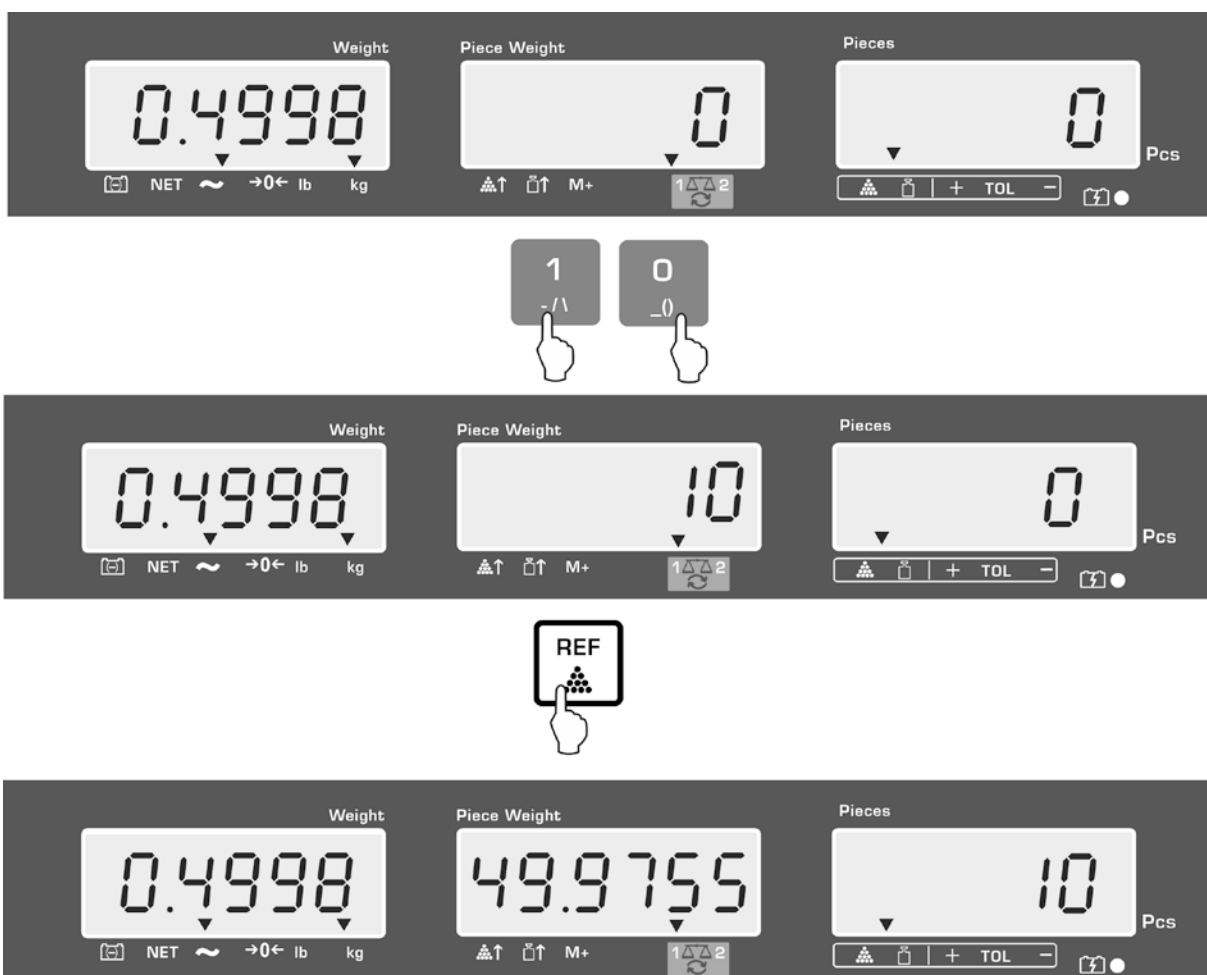 Weight Piece Weight Pieces
0.4998 0 0
Pcs
NET ~ →0← lb kg M+ 1 2 + TOL –
1 0
- / \ _()
Weight Piece Weight Pieces
0.4998 10 0
Pcs
NET ~ →0← lb kg M+ 1 2 + TOL –
REF
Weight Piece Weight Pieces
0.4998 49.9755 10
Pcs
NET ~ →0← lb kg M+ 1 2 + TOL –